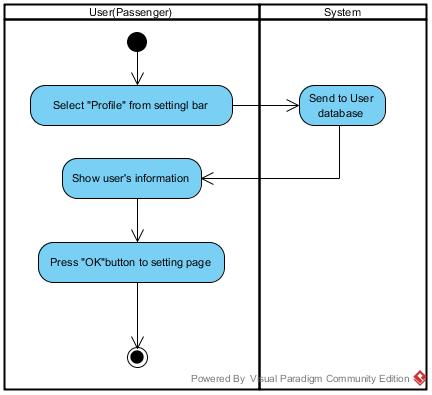 User(Passenger)
System
Select "Profile" from settingl bar
Send to User
database
Show user's information
Press "OK"button to setting page
Powered By Visual Paradigm Community Edition